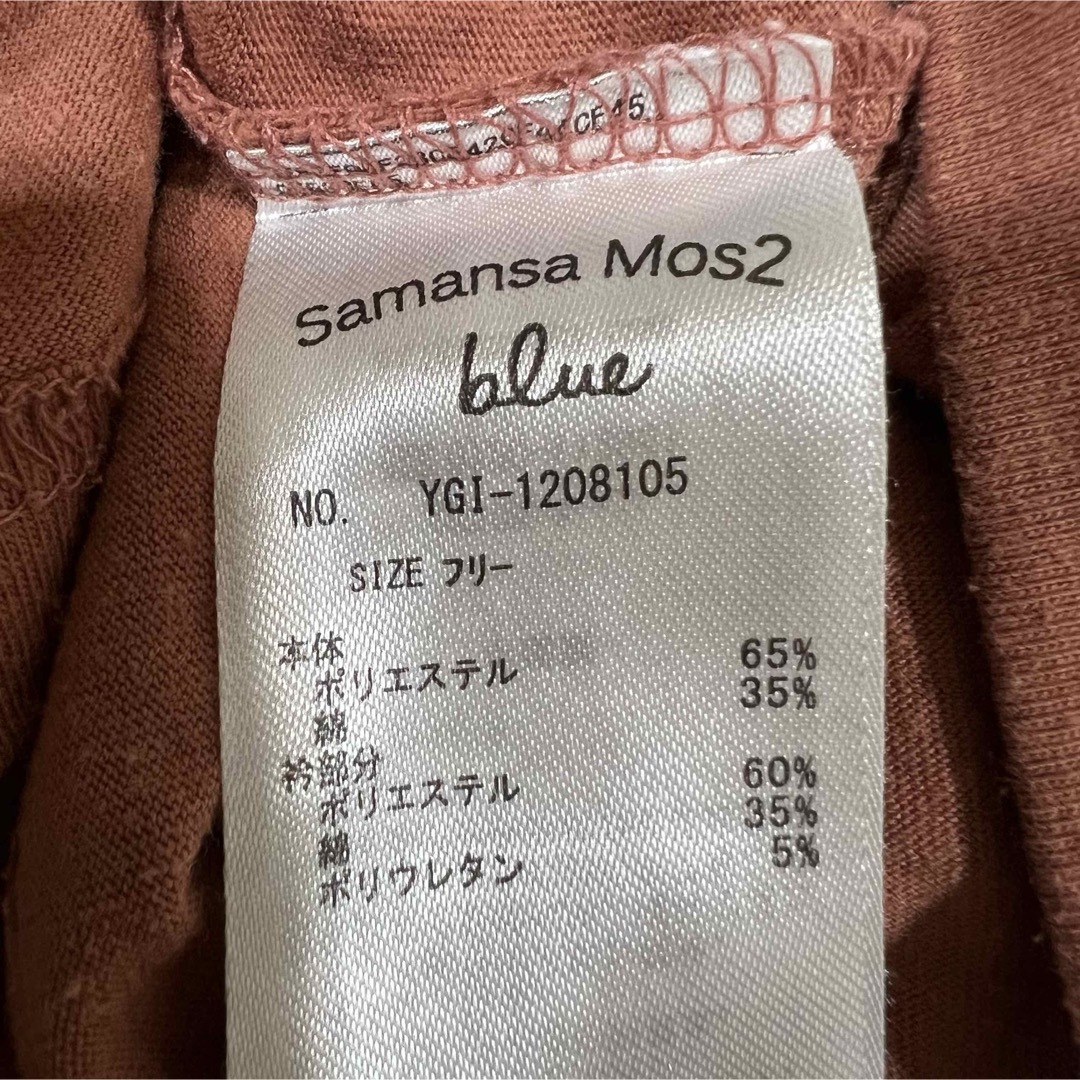 Samansa Mos2
blue
NO. YGI-1208105
SIZE フリー
本体
ポリエステル 65%
綿 35%
衿部分
ポリエステル 60%
綿 35%
ポリウレタン 5%